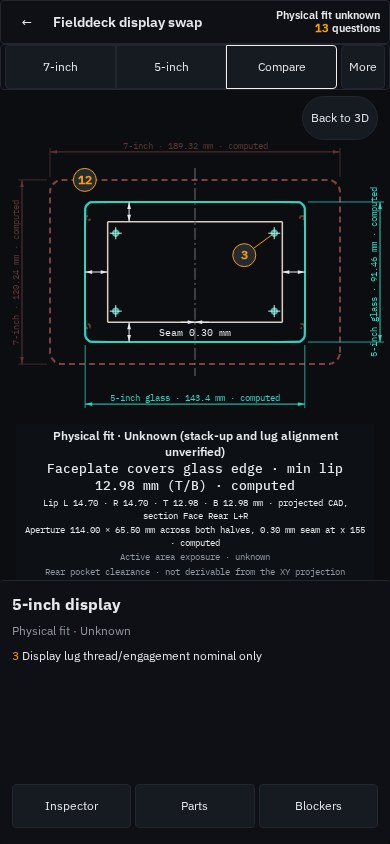 ←
Fielddeck display swap
Physical fit unknown
13 questions
7-inch
5-inch
Compare
More
Back to 3D
7-inch · 189.32 mm · computed
12
3
7-inch · 120.24 mm · computed
5-inch glass · 91.46 mm · computed
Seam 0.30 mm
5-inch glass · 143.4 mm · computed
Physical fit · Unknown (stack-up and lug alignment
unverified)
Faceplate covers glass edge · min lip
12.98 mm (T/B) · computed
Lip L 14.70 · R 14.70 · T 12.98 · B 12.98 mm · projected CAD,
section Face Rear L+R
Aperture 114.00 × 65.50 mm across both halves, 0.30 mm seam at x 155
· computed
Active area exposure · unknown
Rear pocket clearance · not derivable from the XY projection
5-inch display
Physical fit · Unknown
3 Display lug thread/engagement nominal only
Inspector
Parts
Blockers